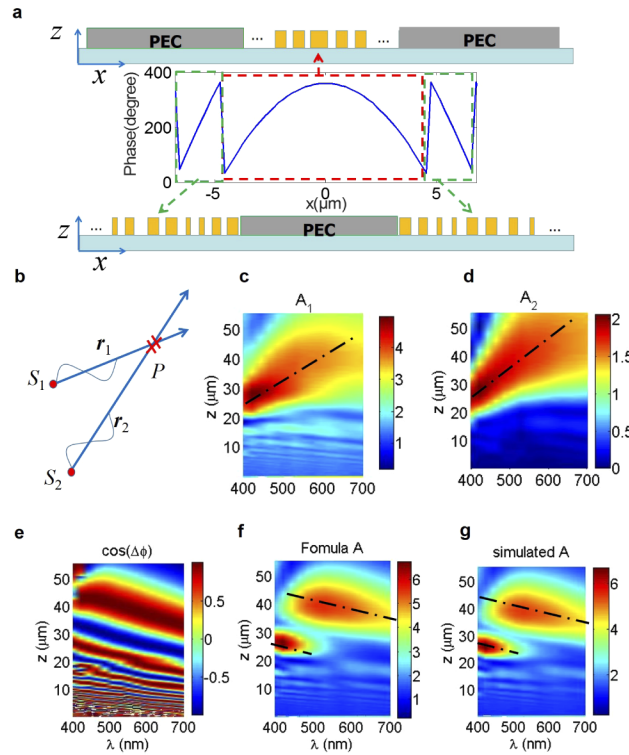 a
z
PEC
...
...
PEC
x
Phase(degree)
400
200
0
-5
0
5
x(μm)
z
...
PEC
...
x
b
S1
r1
P
r2
S2
c
A1
z (μm)
50
40
30
20
10
400 500 600 700
4
3
2
1
d
A2
z (μm)
50
40
30
20
10
400 500 600 700
2
1.5
1
0.5
0
e
cos(Δϕ)
z (μm)
50
40
30
20
10
400 500 600 700
λ (nm)
0.5
0
-0.5
f
Fomula A
z (μm)
50
40
30
20
10
400 500 600 700
λ (nm)
6
5
4
3
2
1
g
simulated A
z (μm)
50
40
30
20
10
400 500 600 700
λ (nm)
6
4
2